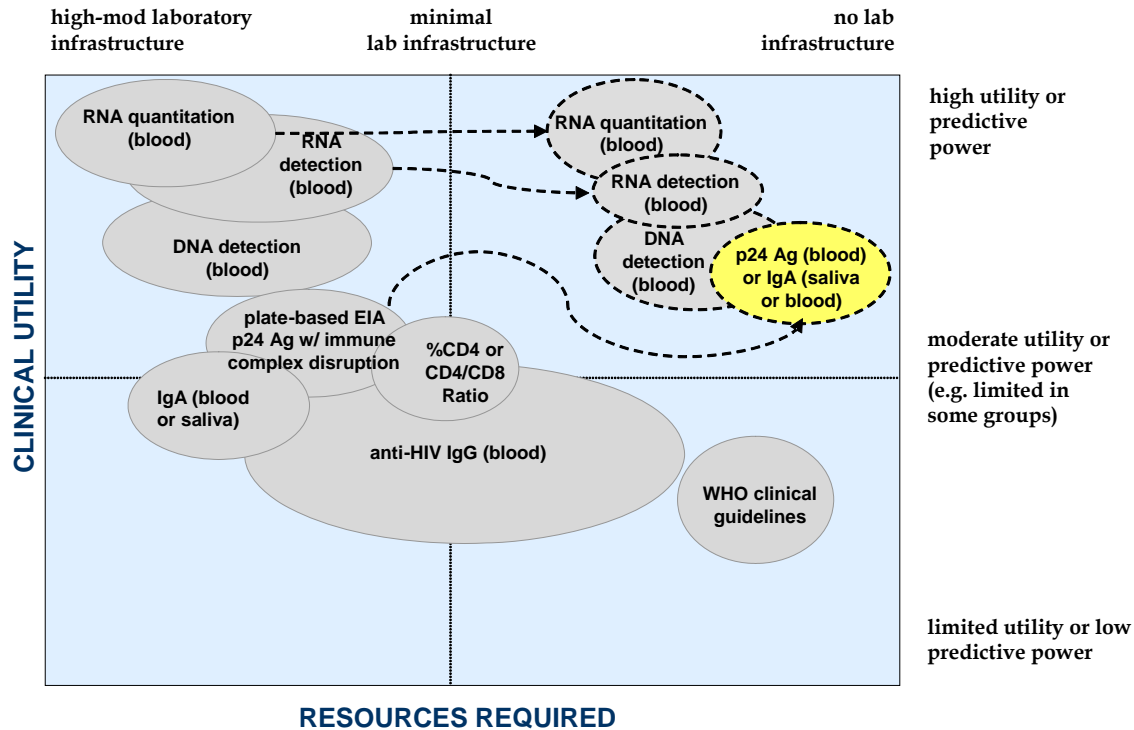 high-mod laboratory
infrastructure
minimal
lab infrastructure
no lab
infrastructure
high utility or
predictive
power
moderate utility or
predictive power
(e.g. limited in
some groups)
limited utility or low
predictive power
CLINICAL UTILITY
RNA quantitation
(blood)
RNA
detection
(blood)
DNA detection
(blood)
plate-based EIA
p24 Ag w/ immune
complex disruption
%CD4 or
CD4/CD8
Ratio
IgA (blood
or saliva)
anti-HIV IgG (blood)
WHO clinical
guidelines
RNA quantitation
(blood)
RNA detection
(blood)
DNA
detection
(blood)
p24 Ag (blood)
or IgA (saliva
or blood)
RESOURCES REQUIRED